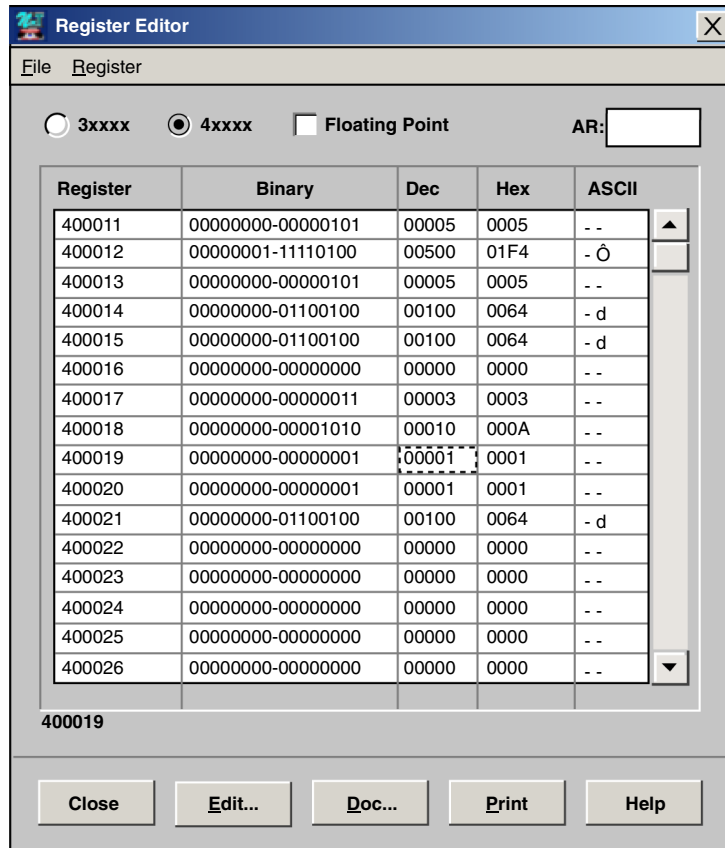 Register Editor X
File Register
3xxxx 4xxxx Floating Point AR:
Register Binary Dec Hex ASCII
400011 00000000-00000101 00005 0005 - -
400012 00000001-11110100 00500 01F4 - Ô
400013 00000000-00000101 00005 0005 - -
400014 00000000-01100100 00100 0064 - d
400015 00000000-01100100 00100 0064 - d
400016 00000000-00000000 00000 0000 - -
400017 00000000-00000011 00003 0003 - -
400018 00000000-00001010 00010 000A - -
400019 00000000-00000001 00001 0001 - -
400020 00000000-00000001 00001 0001 - -
400021 00000000-01100100 00100 0064 - d
400022 00000000-00000000 00000 0000 - -
400023 00000000-00000000 00000 0000 - -
400024 00000000-00000000 00000 0000 - -
400025 00000000-00000000 00000 0000 - -
400026 00000000-00000000 00000 0000 - -
400019
Close Edit... Doc... Print Help